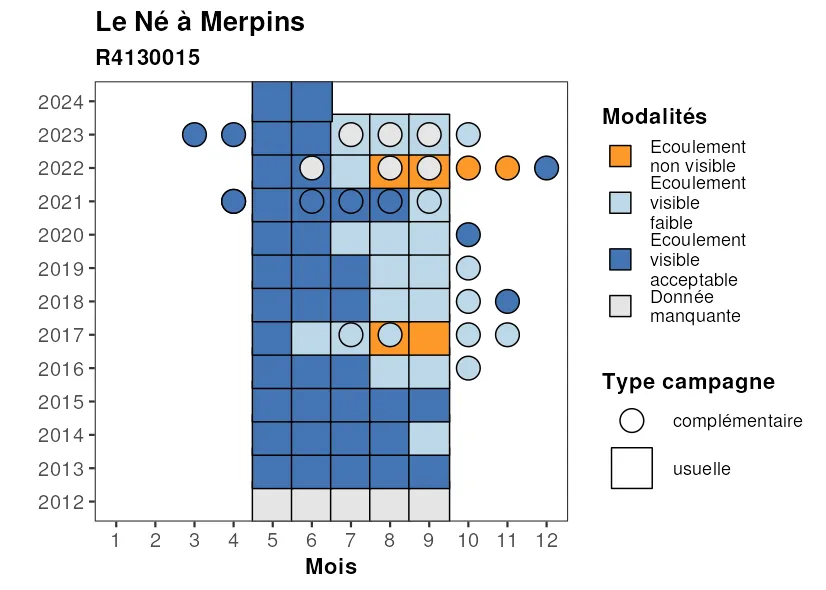 Le Né à Merpins
R4130015
2024
2023
2022
2021
2020
2019
2018
2017
2016
2015
2014
2013
2012
1 2 3 4 5 6 7 8 9 10 11 12
Mois
Modalités
Ecoulement
non visible
Ecoulement
visible
faible
Ecoulement
visible
acceptable
Donnée
manquante
Type campagne
complémentaire
usuelle